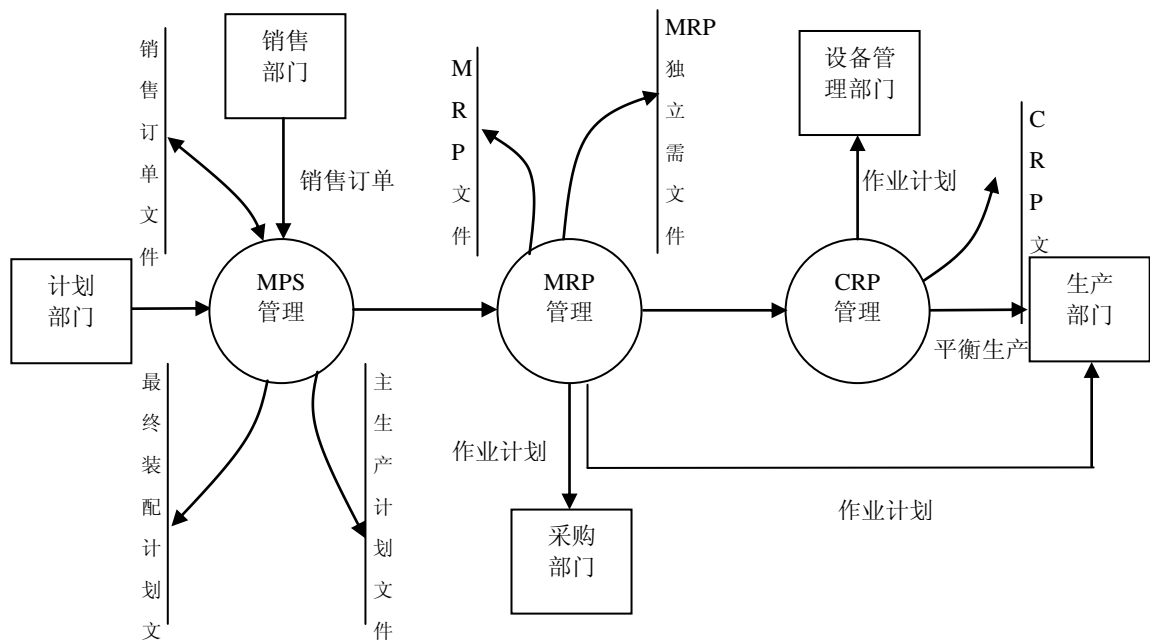 销售订单文件
销售
部门
MRP文件
MRP
独立需文件
设备管
理部门
CRP文
销售订单
作业计划
计划
部门
MPS
管理
MRP
管理
CRP
管理
生产
部门
平衡生产
最终装配计划文
主生产计划文件
作业计划
作业计划
采购
部门